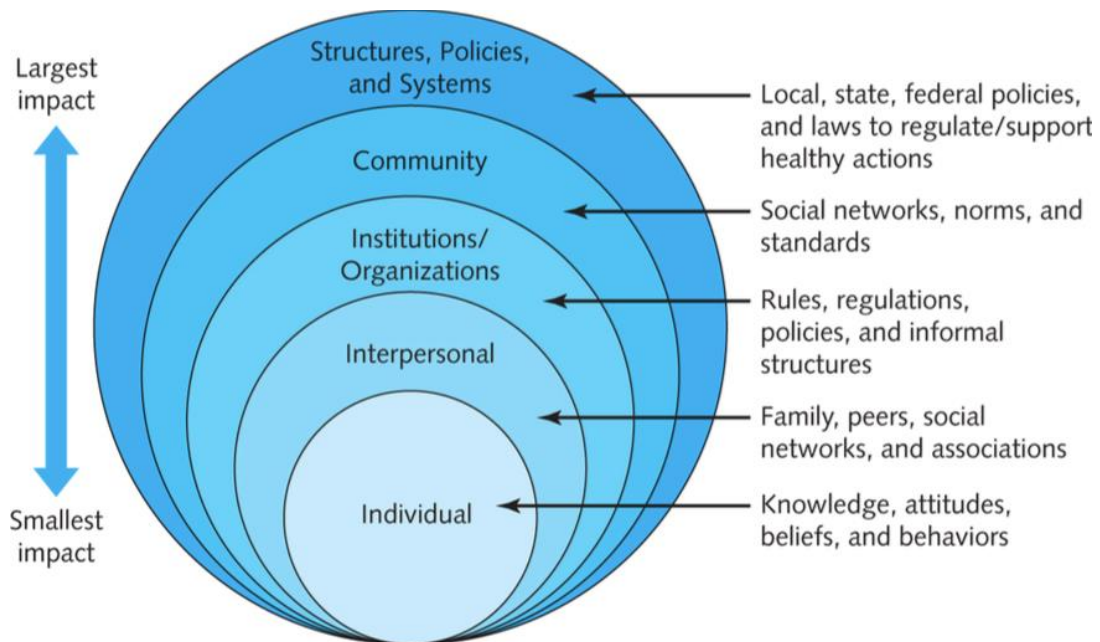 Largest
impact
Smallest
impact
Structures, Policies,
and Systems
Community
Institutions/
Organizations
Interpersonal
Individual
Local, state, federal policies,
and laws to regulate/support
healthy actions
Social networks, norms, and
standards
Rules, regulations,
policies, and informal
structures
Family, peers, social
networks, and associations
Knowledge, attitudes,
beliefs, and behaviors